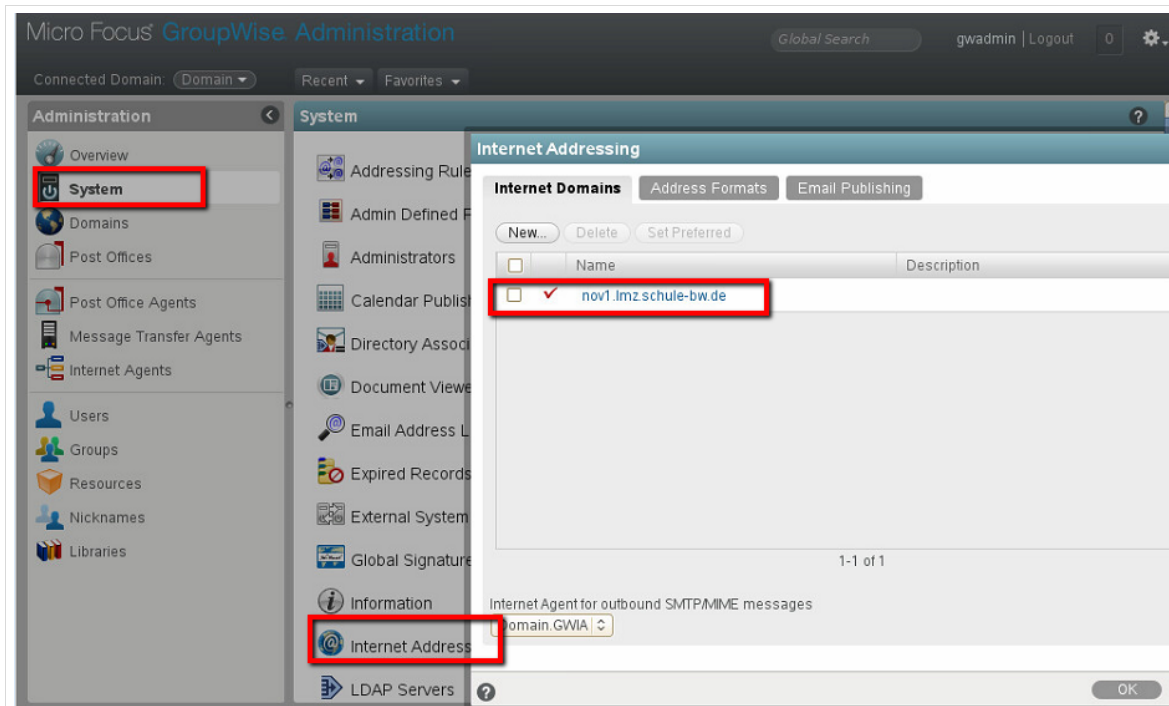 Micro Focus GroupWise Administration
Global Search
gwadmin | Logout
0
Connected Domain: Domain
Recent
Favorites
Administration
Overview
System
Domains
Post Offices
Post Office Agents
Message Transfer Agents
Internet Agents
Users
Groups
Resources
Nicknames
Libraries
System
?
Addressing Rule
Admin Defined F
Administrators
Calendar Publis
Directory Associ
Document Viewe
Email Address L
Expired Records
External System
Global Signature
Information
Internet Address
LDAP Servers
Internet Addressing
Internet Domains
Address Formats
Email Publishing
New...
Delete
Set Preferred
Name
Description
nov1.lmz.schule-bw.de
1-1 of 1
Internet Agent for outbound SMTP/MIME messages
Domain.GWIA
?
OK